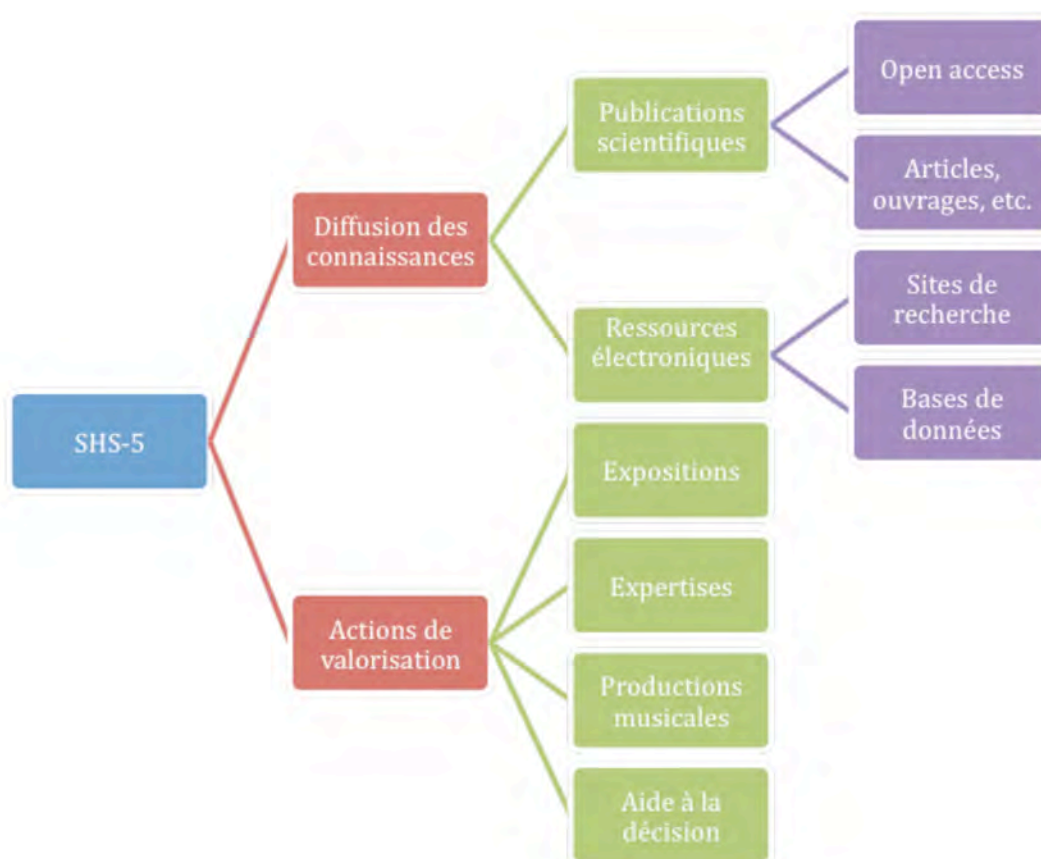 Open access
Publications
scientifiques
Articles,
ouvrages, etc.
Diffusion des
connaissances
Sites de
recherche
Ressources
électroniques
Bases de
données
SHS-5
Expositions
Expertises
Actions de
valorisation
Productions
musicales
Aide à la
décision